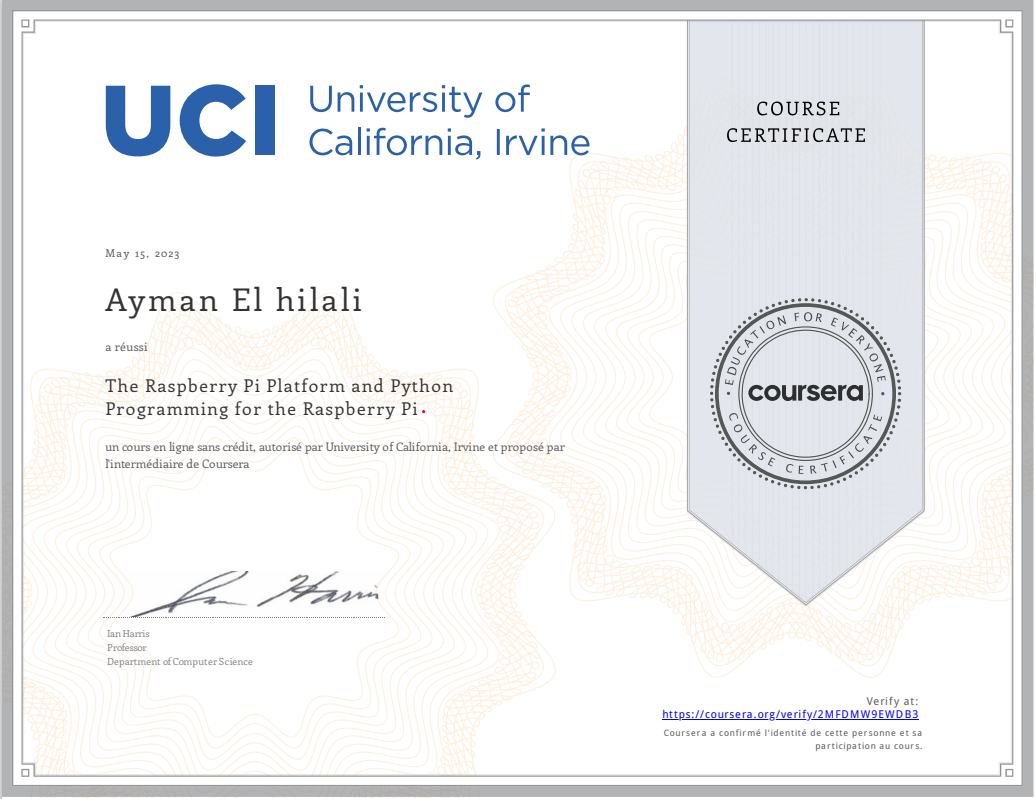 UCI
University of
California, Irvine
COURSE
CERTIFICATE
May 15, 2023
Ayman El hilali
a réussi
The Raspberry Pi Platform and Python
Programming for the Raspberry Pi
un cours en ligne sans crédit, autorisé par University of California, Irvine et proposé par
l'intermédiaire de Coursera
EDUCATION FOR EVERYONE
coursera
COURSE CERTIFICATE
Ian Harris
Ian Harris
Professor
Department of Computer Science
Verify at:
https://coursera.org/verify/2MFDMW9EWDB3
Coursera a confirmé l'identité de cette personne et sa
participation au cours.